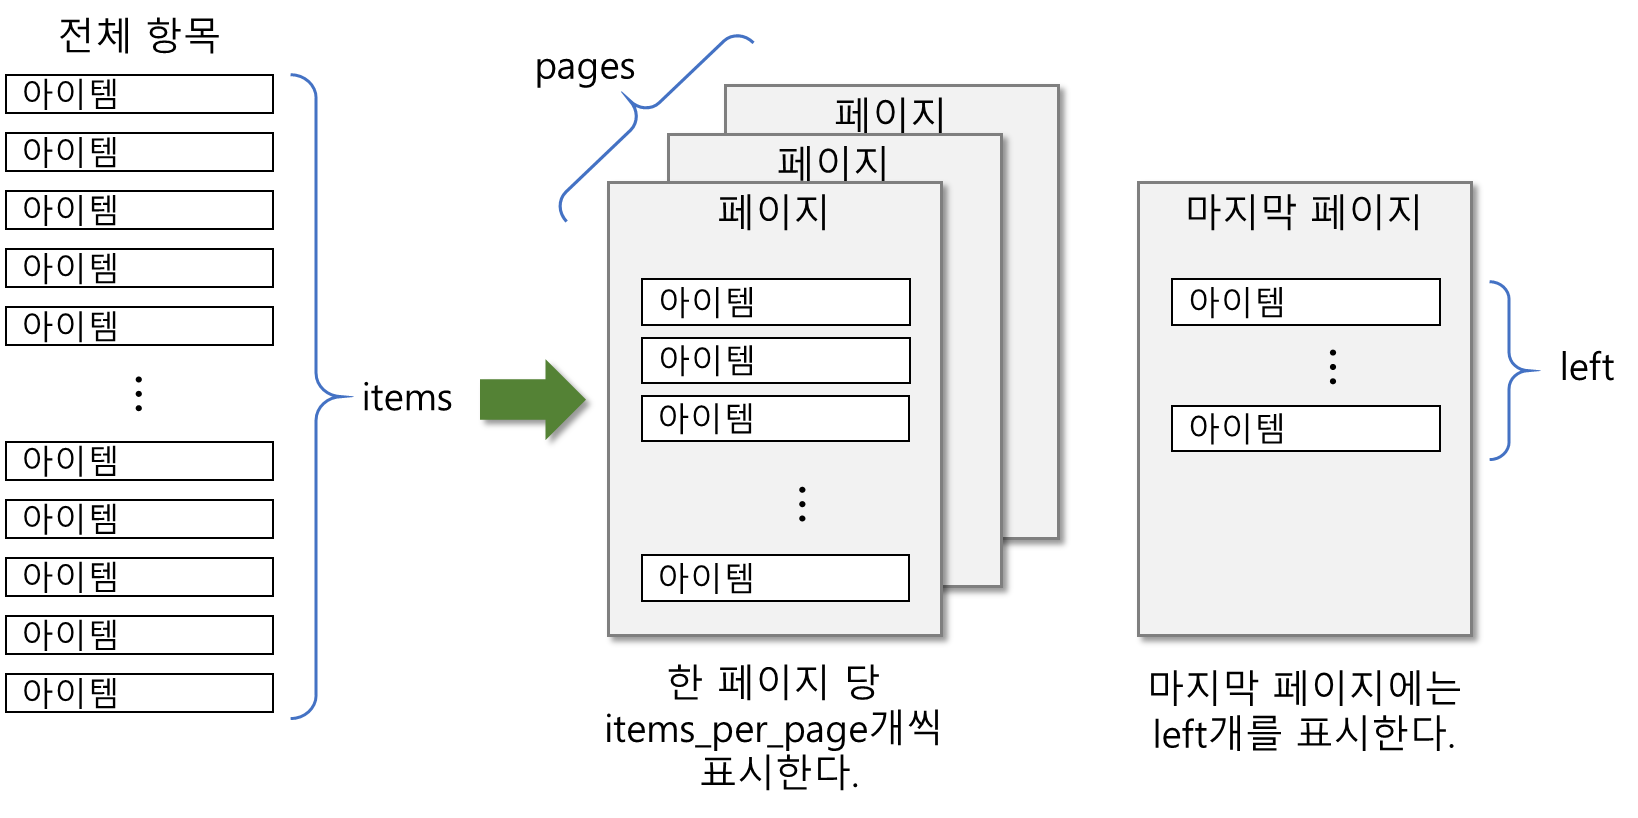 전체 항목
아이템
아이템
아이템
아이템
아이템
⋮
아이템
아이템
아이템
아이템
아이템
items
pages
페이지
페이지
페이지
아이템
아이템
아이템
⋮
아이템
한 페이지 당
items_per_page개씩
표시한다.
마지막 페이지
아이템
⋮
아이템
left
마지막 페이지에는
left개를 표시한다.